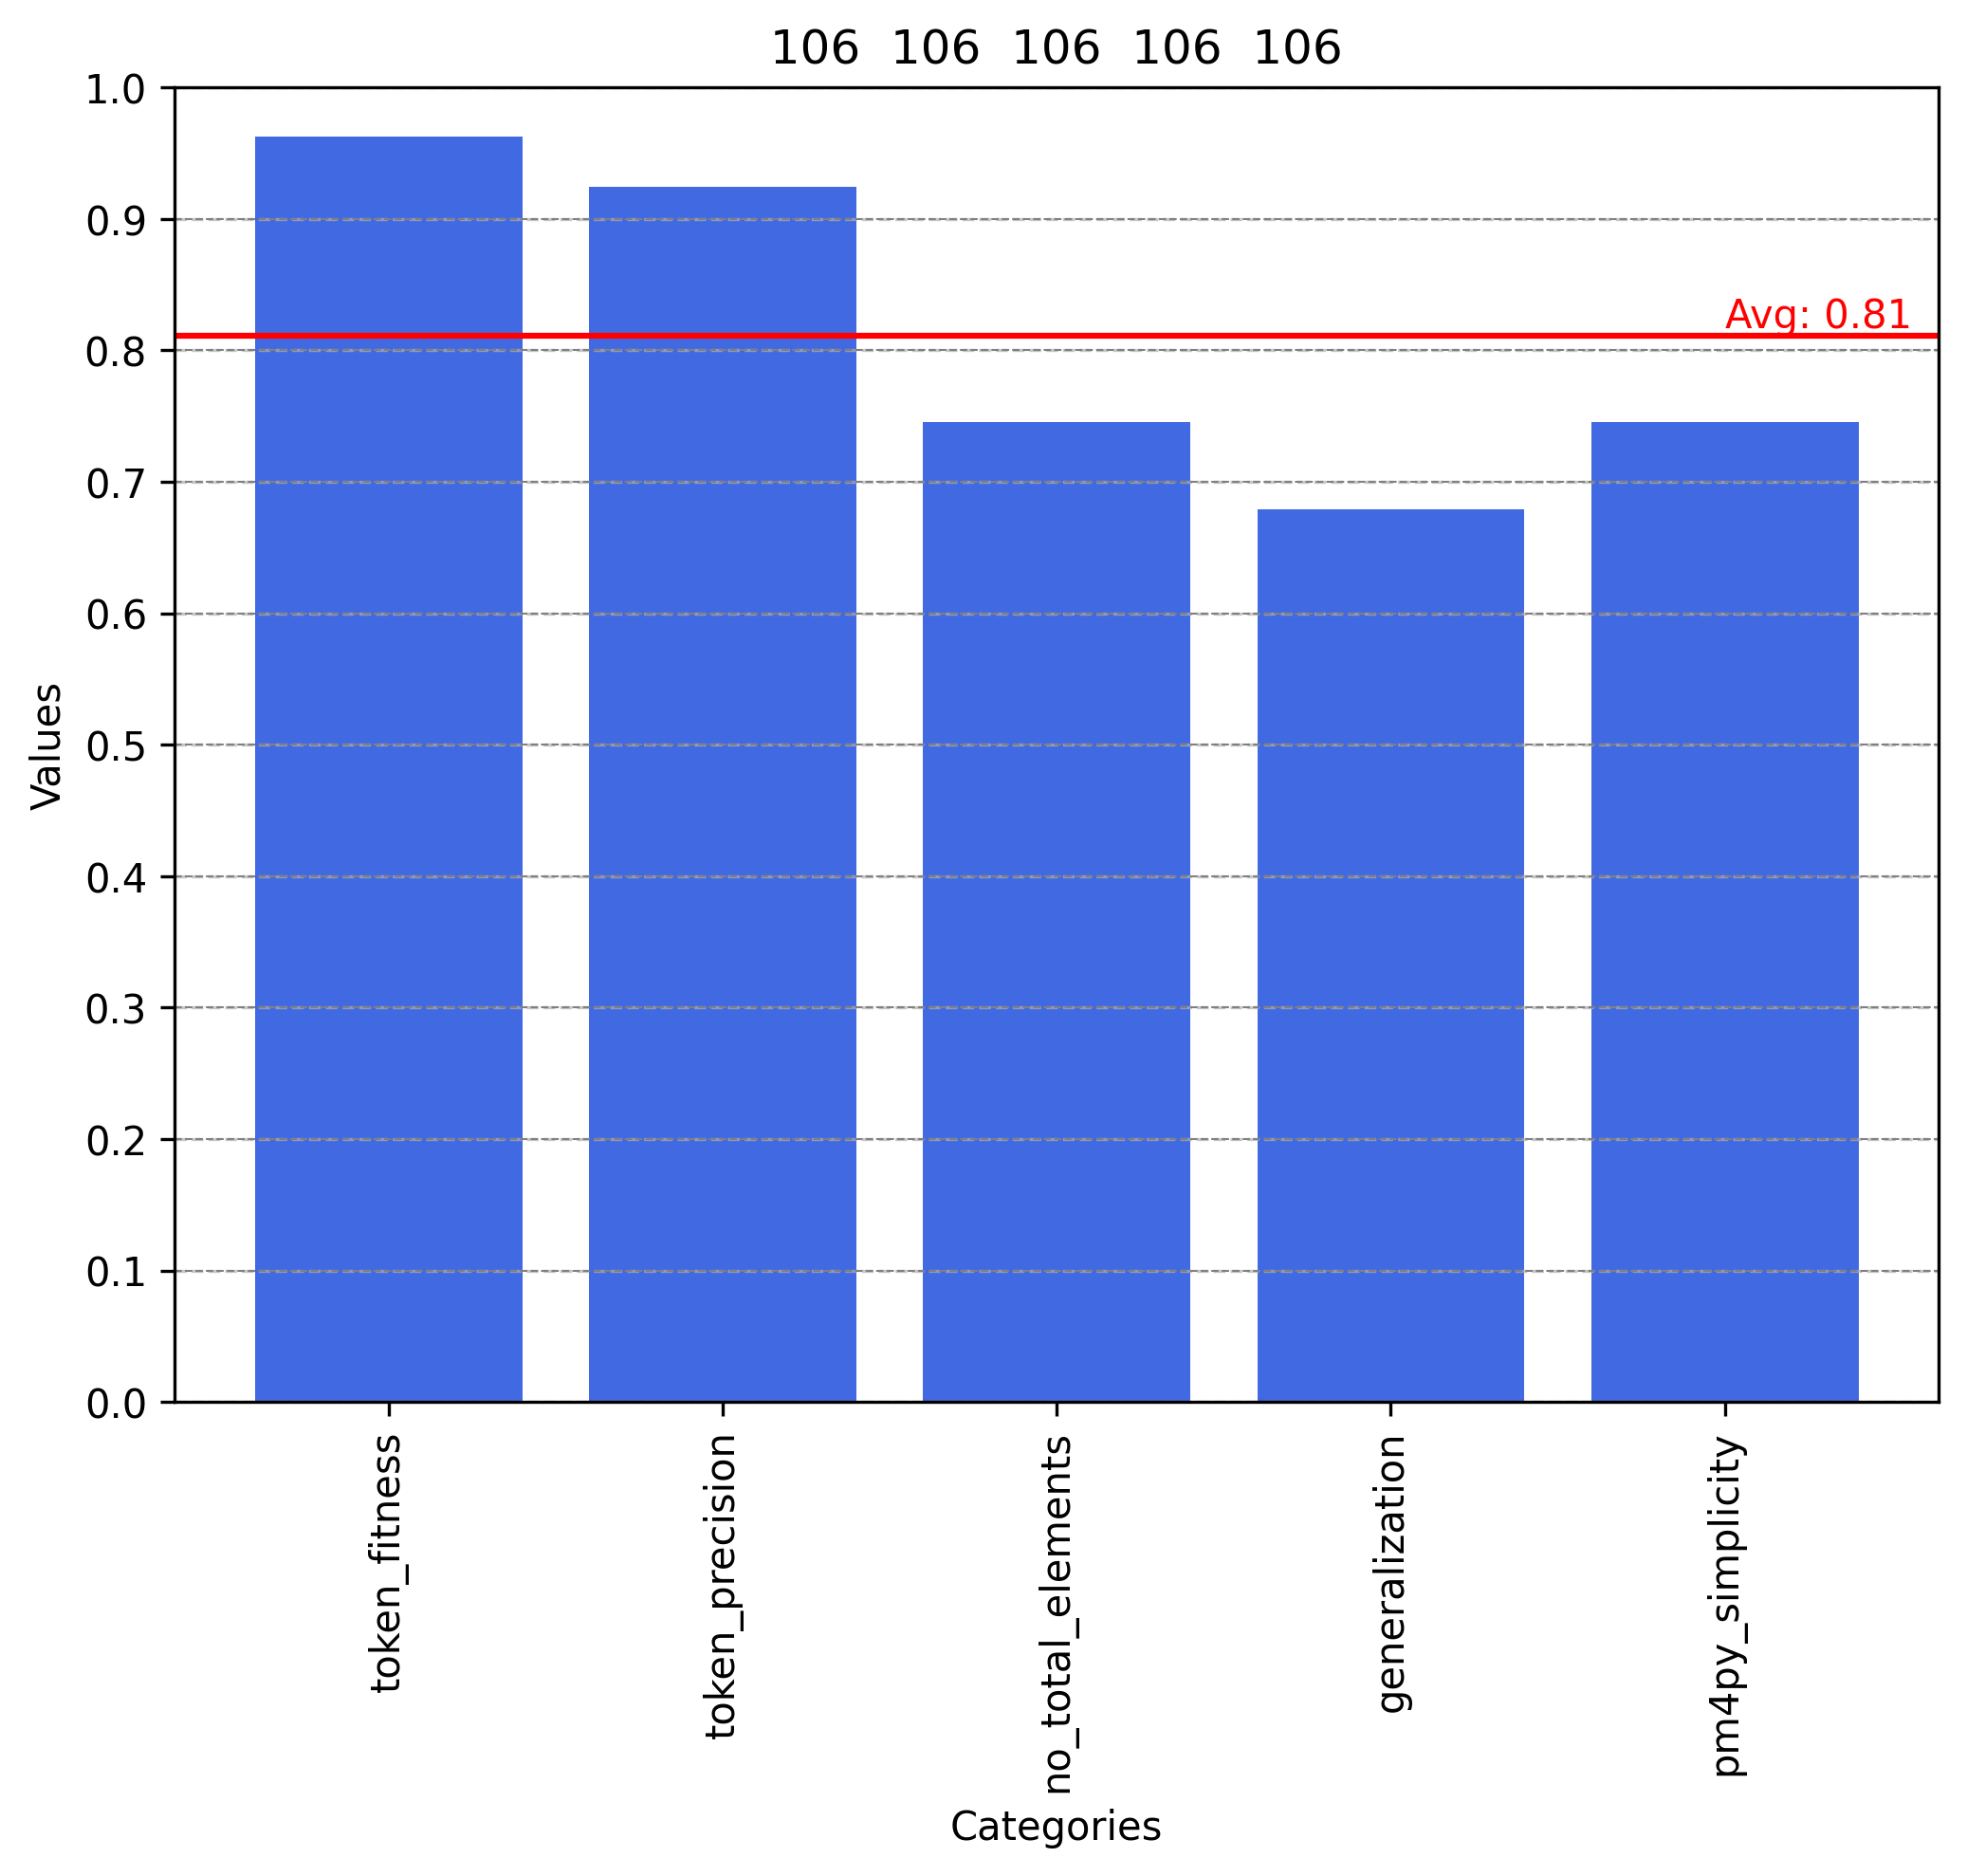 106  106  106  106  106
1.0
0.9
0.8
0.7
0.6
0.5
0.4
0.3
0.2
0.1
0.0
Values
Avg: 0.81
token_fitness
token_precision
no_total_elements
generalization
pm4py_simplicity
Categories